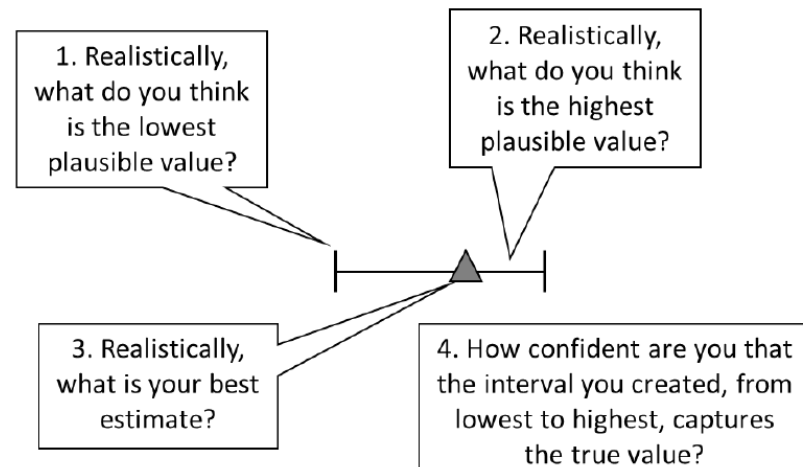 1. Realistically,
what do you think
is the lowest
plausible value?
2. Realistically,
what do you think
is the highest
plausible value?
3. Realistically,
what is your best
estimate?
4. How confident are you that
the interval you created, from
lowest to highest, captures
the true value?